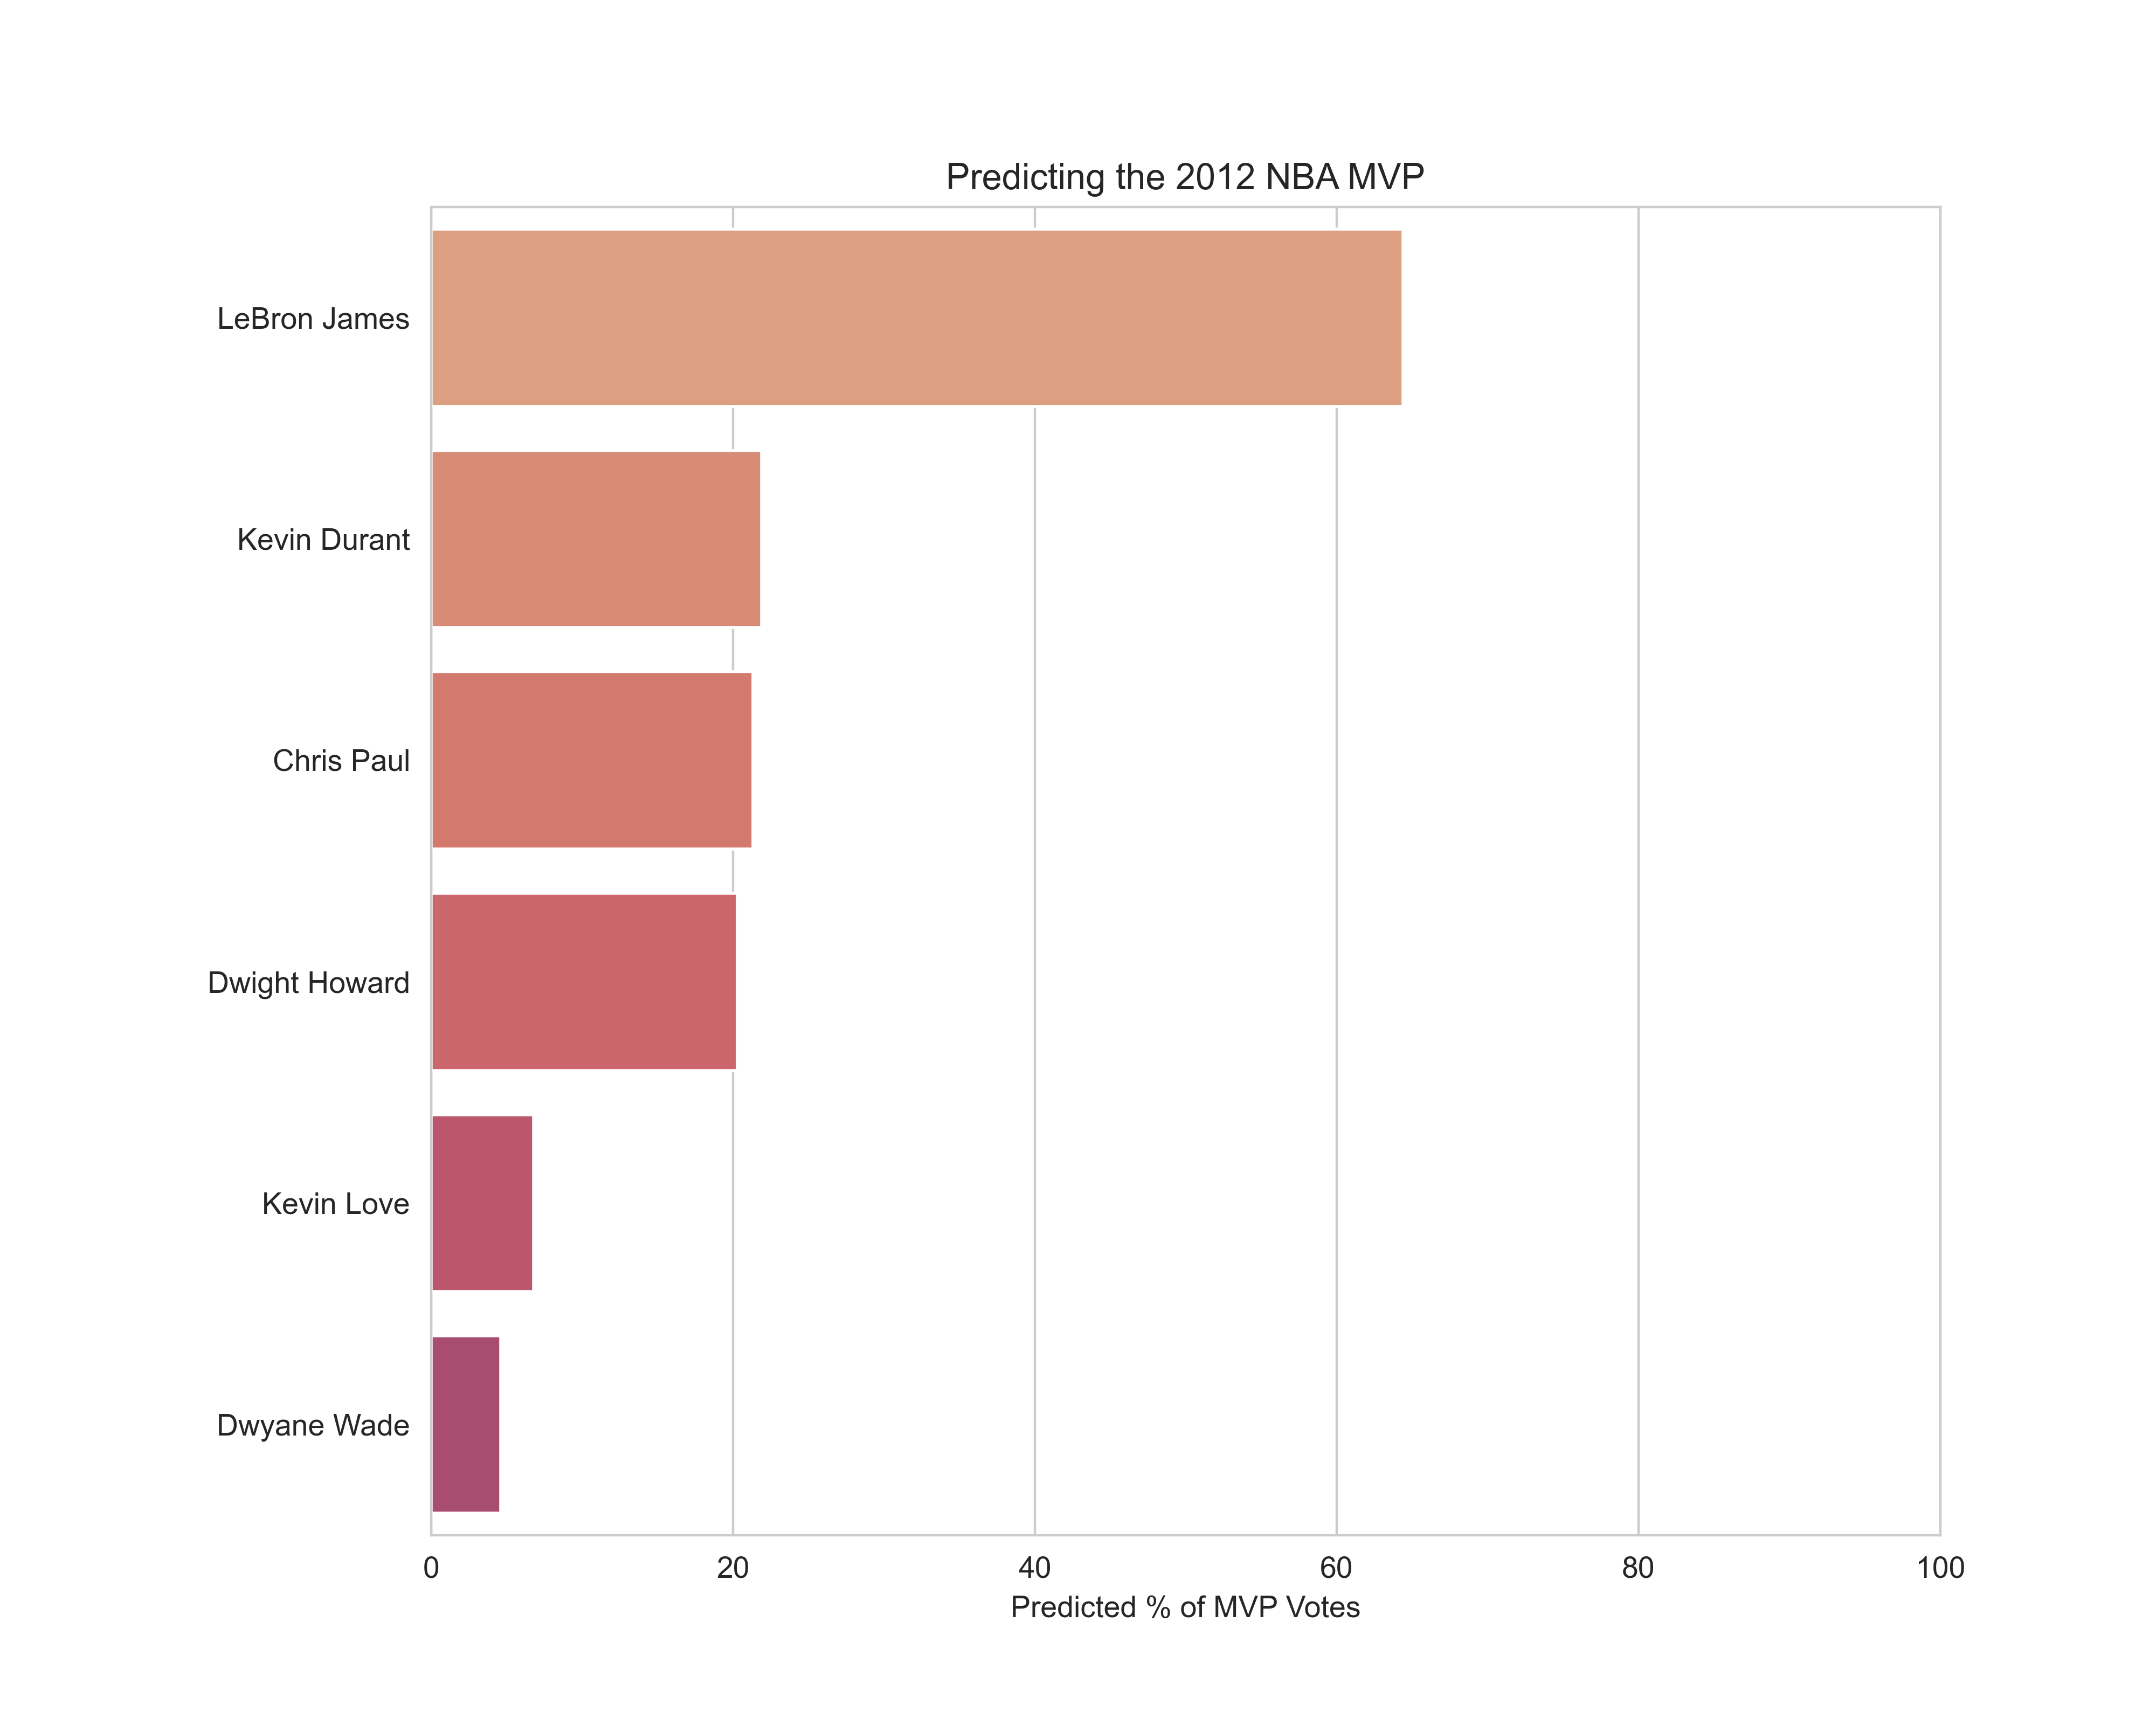 Predicting the 2012 NBA MVP
LeBron James
Kevin Durant
Chris Paul
Dwight Howard
Kevin Love
Dwyane Wade
0 20 40 60 80 100
Predicted % of MVP Votes